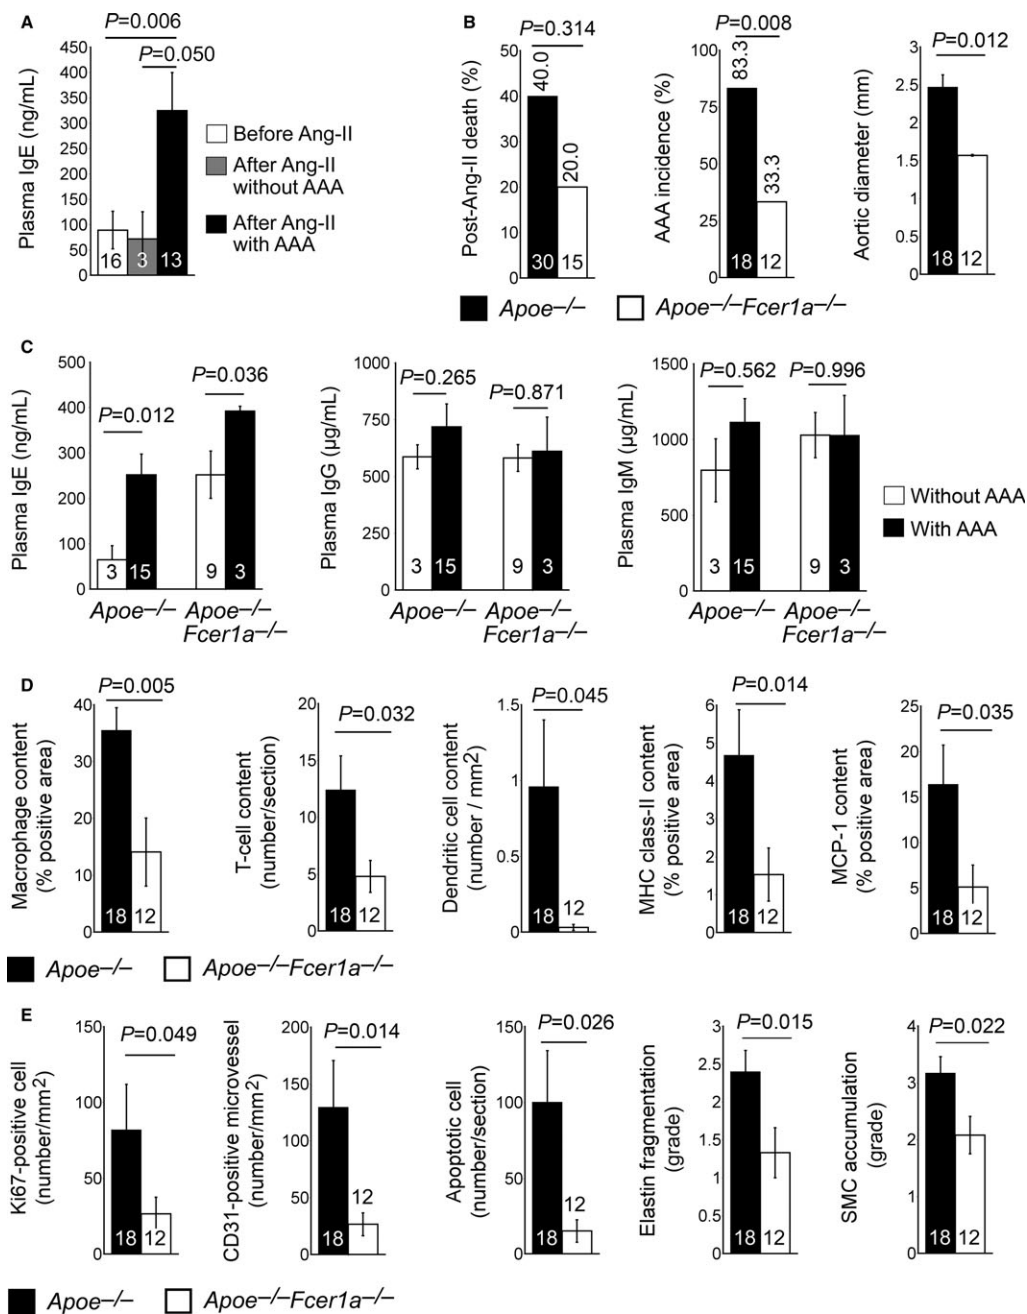 A
P=0.006
P=0.050
Plasma IgE (ng/mL)
450
400
350
300
250
200
150
100
50
0
16
3
13
Before Ang-II
After Ang-II
without AAA
After Ang-II
with AAA
B
P=0.314
Post-Ang-II death (%)
50
40
30
20
10
0
40.0
20.0
30
15
P=0.008
AAA incidence (%)
100
75
50
25
0
83.3
33.3
18
12
P=0.012
Aortic diameter (mm)
3
2.5
2
1.5
1
0.5
0
18
12
Apoe–/–
Apoe–/–Fcer1a–/–
C
Plasma IgE (ng/mL)
500
400
300
200
100
0
P=0.012
P=0.036
3
15
9
3
Apoe–/–
Apoe–/–
Fcer1a–/–
Plasma IgG (µg/mL)
1000
750
500
250
0
P=0.265
P=0.871
3
15
9
3
Apoe–/–
Apoe–/–
Fcer1a–/–
Plasma IgM (µg/mL)
1500
1000
500
0
P=0.562
P=0.996
3
15
9
3
Apoe–/–
Apoe–/–
Fcer1a–/–
Without AAA
With AAA
D
P=0.005
Macrophage content
(% positive area)
40
30
20
10
0
18
12
P=0.032
T-cell content
(number/section)
20
15
10
5
0
18
12
P=0.045
Dendritic cell content
(number / mm2)
1.5
1
0.5
0
18
12
P=0.014
MHC class-II content
(% positive area)
6
5
4
3
2
1
0
18
12
P=0.035
MCP-1 content
(% positive area)
25
20
15
10
5
0
18
12
Apoe–/–
Apoe–/–Fcer1a–/–
E
P=0.049
Ki67-positive cell
(number/mm2)
150
100
50
0
18
12
P=0.014
CD31-positive microvessel
(number/mm2)
200
150
100
50
0
18
12
P=0.026
Apoptotic cell
(number/section)
150
100
50
0
18
12
P=0.015
Elastin fragmentation
(grade)
3
2.5
2
1.5
1
0.5
0
18
12
P=0.022
SMC accumulation
(grade)
4
3
2
1
0
18
12
Apoe–/–
Apoe–/–Fcer1a–/–